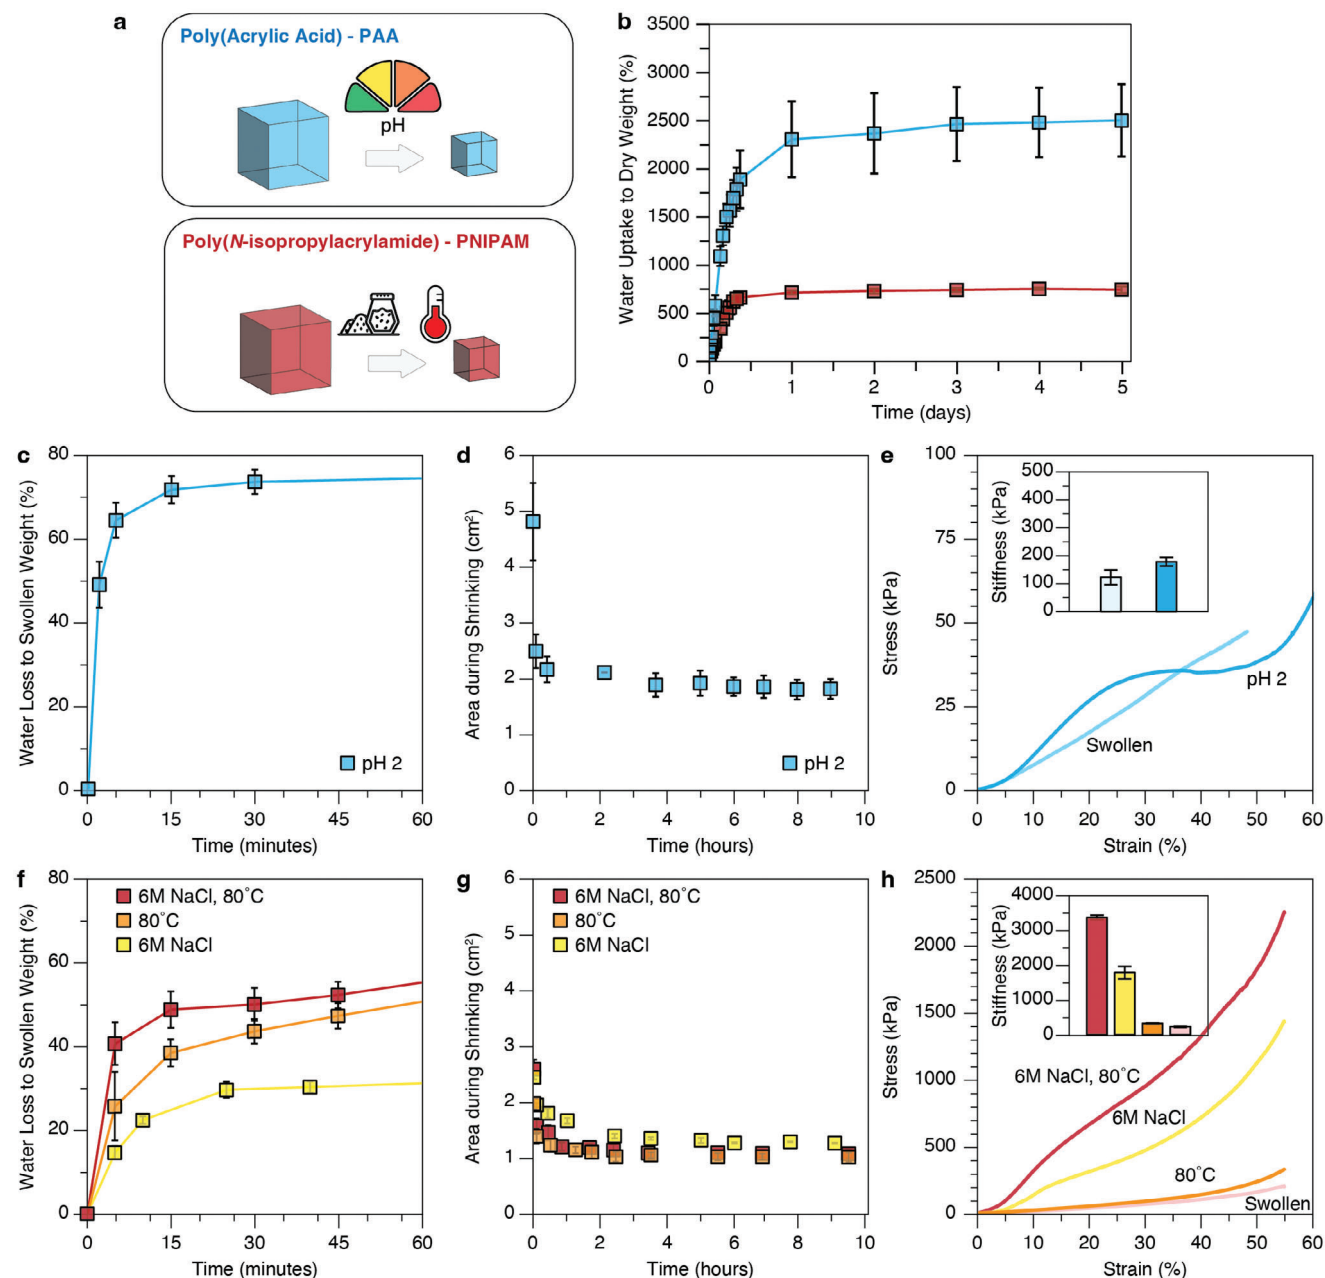 a
Poly(Acrylic Acid) - PAA
pH
Poly(N-isopropylacrylamide) - PNIPAM
b
Water Uptake to Dry Weight (%)
3500
3000
2500
2000
1500
1000
500
0
0 1 2 3 4 5
Time (days)
c
Water Loss to Swollen Weight (%)
80
60
40
20
0
pH 2
0 15 30 45 60
Time (minutes)
d
Area during Shrinking (cm²)
6
5
4
3
2
1
0
pH 2
0 2 4 6 8 10
Time (hours)
e
Stress (kPa)
100
75
50
25
0
Stiffness (kPa)
500
400
300
200
100
0
pH 2
Swollen
0 10 20 30 40 50 60
Strain (%)
f
Water Loss to Swollen Weight (%)
80
60
40
20
0
6M NaCl, 80˚C
80˚C
6M NaCl
0 15 30 45 60
Time (minutes)
g
Area during Shrinking (cm²)
6
5
4
3
2
1
0
6M NaCl, 80˚C
80˚C
6M NaCl
0 2 4 6 8 10
Time (hours)
h
Stress (kPa)
2500
2000
1500
1000
500
0
Stiffness (kPa)
4000
3000
2000
1000
0
6M NaCl, 80˚C
6M NaCl
80˚C
Swollen
0 10 20 30 40 50 60
Strain (%)